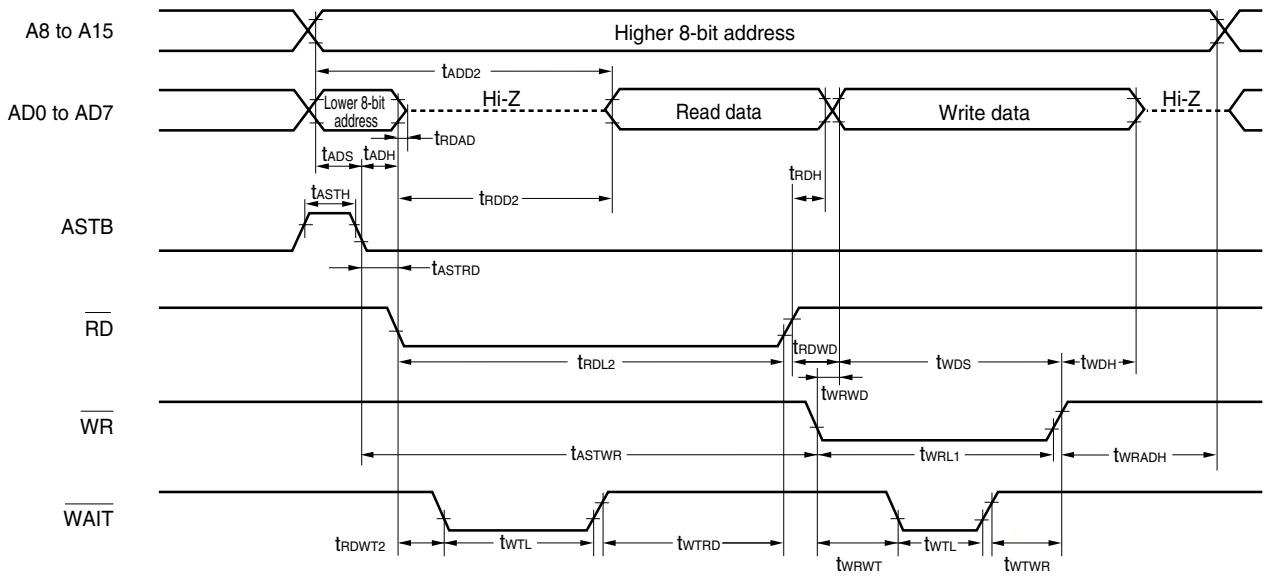 A8 to A15
Higher 8-bit address
tADD2
AD0 to AD7
Lower 8-bit
address
Hi-Z
Read data
Write data
Hi-Z
tRDAD
tADS
tADH
tRDH
tASTH
tRDD2
ASTB
tASTRD
RD
tRDL2
tRDWD
tWDS
tWDH
tWRWD
WR
tASTWR
tWRL1
tWRADH
WAIT
tRDWT2
tWTL
tWTRD
tWRWT
tWTL
tWTWR